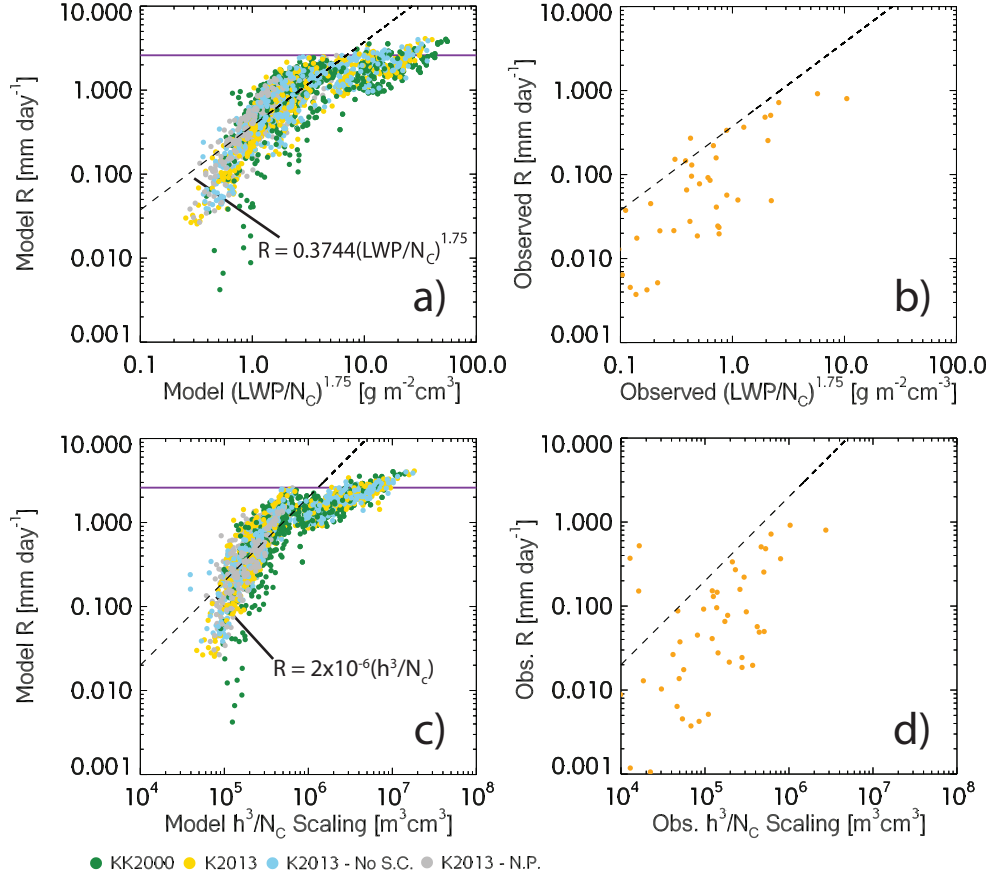 a)
10.000
1.000
0.100
0.010
0.001
Model R [mm day⁻¹]
R = 0.3744(LWP/N_C)^1.75
0.1 1.0 10.0 100.0
Model (LWP/N_C)^1.75 [g m⁻²cm³]
b)
10.000
1.000
0.100
0.010
0.001
Observed R [mm day⁻¹]
0.1 1.0 10.0 100.0
Observed (LWP/N_C)^1.75 [g m⁻²cm⁻³]
c)
10.000
1.000
0.100
0.010
0.001
Model R [mm day⁻¹]
R = 2x10⁻⁶(h³/N_c)
10⁴ 10⁵ 10⁶ 10⁷ 10⁸
Model h³/N_C Scaling [m³cm³]
d)
10.000
1.000
0.100
0.010
0.001
Obs. R [mm day⁻¹]
10⁴ 10⁵ 10⁶ 10⁷ 10⁸
Obs. h³/N_C Scaling [m³cm³]
KK2000 K2013 K2013 - No S.C. K2013 - N.P.